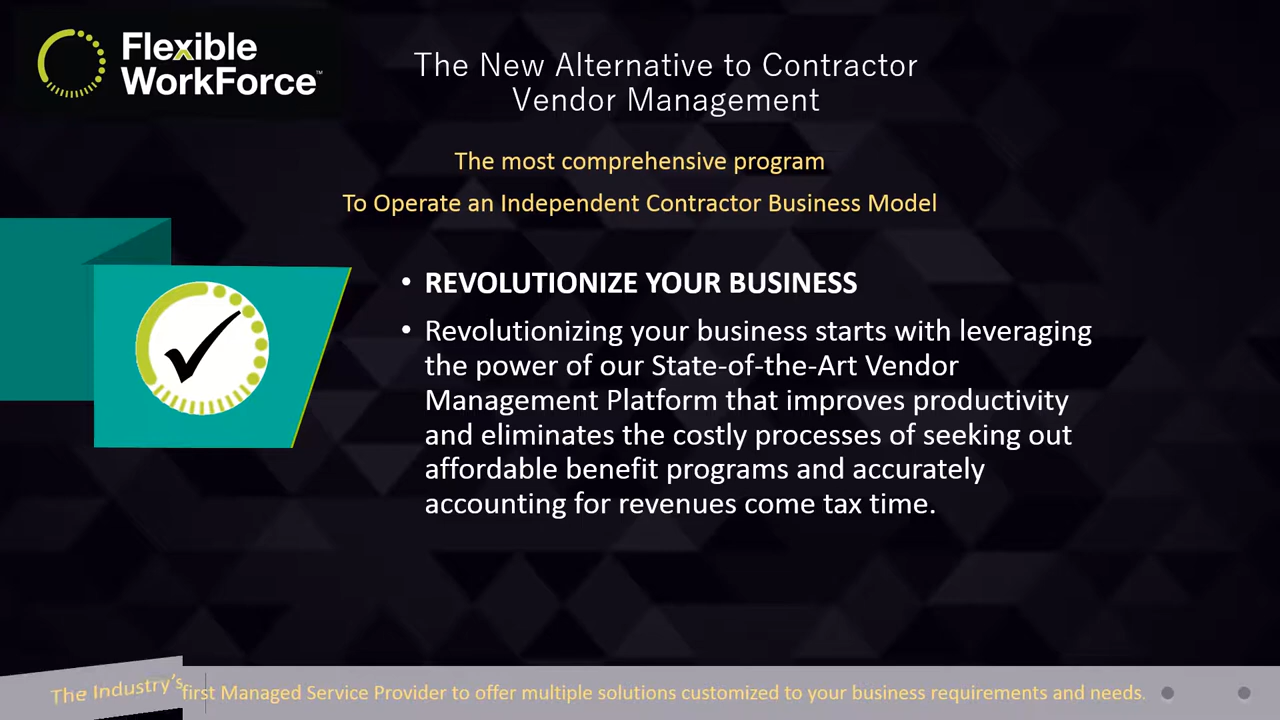 Flexible
WorkForce™
The New Alternative to Contractor
Vendor Management
The most comprehensive program
To Operate an Independent Contractor Business Model
• REVOLUTIONIZE YOUR BUSINESS
• Revolutionizing your business starts with leveraging
the power of our State-of-the-Art Vendor
Management Platform that improves productivity
and eliminates the costly processes of seeking out
affordable benefit programs and accurately
accounting for revenues come tax time.
The Industry's first Managed Service Provider to offer multiple solutions customized to your business requirements and needs.